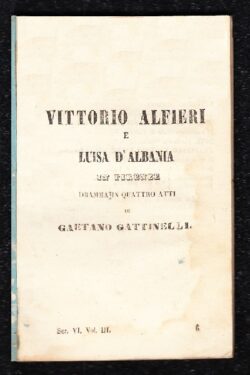 VITTORIO ALFIERI
E
LUISA D'ALBANIA
IN FIRENZE
DRAMMA IN QUATTRO ATTI
DI
GAETANO GATTINELLI.
Ser. VI. Vol. III. 6